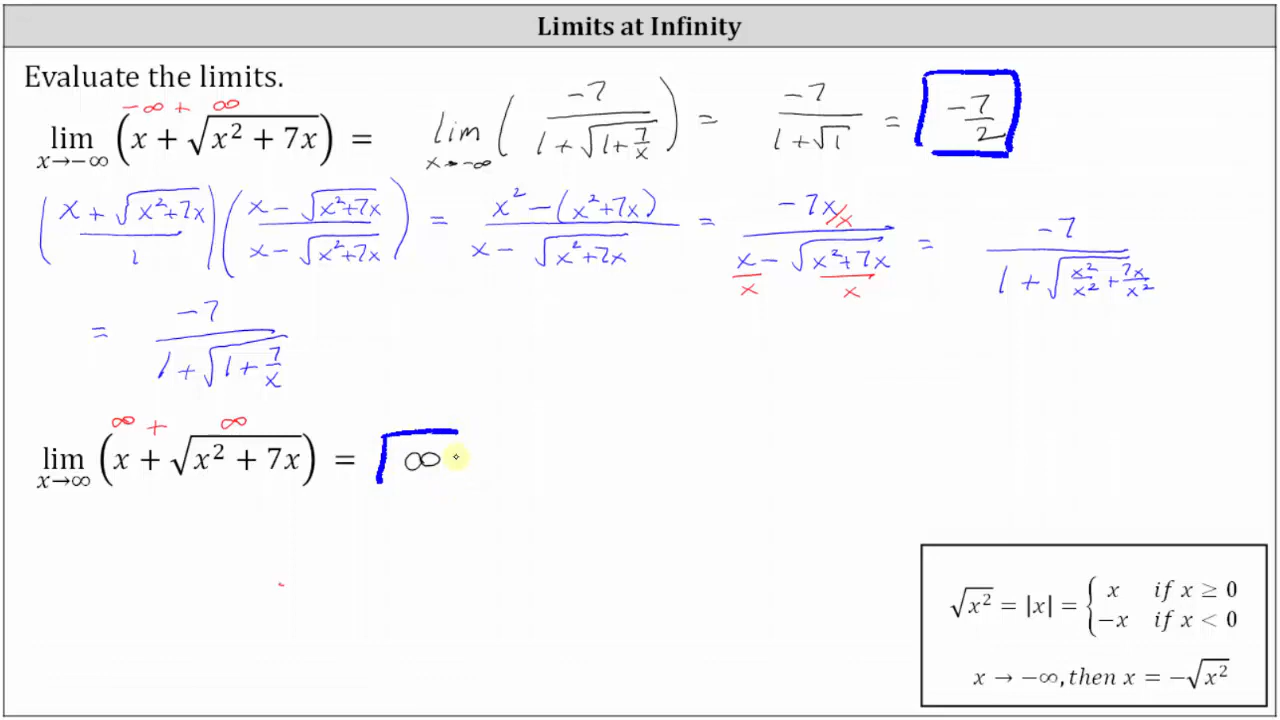 Limits at Infinity
Evaluate the limits.
−∞ + ∞
lim x→−∞ (x + √(x² + 7x)) = lim x→−∞ (−7 / (1 + √(1 + 7/x))) = −7 / (1 + √1) = −7/2
((x + √(x²+7x)) / 1) ((x − √(x²+7x)) / (x − √(x²+7x))) = (x² − (x²+7x)) / (x − √(x²+7x)) = (−7x/x) / (x/x − √(x²+7x)/x) = −7 / (1 + √(x²/x² + 7x/x²))
= −7 / (1 + √(1 + 7/x))
∞ + ∞
lim x→∞ (x + √(x² + 7x)) = ∞
√(x²) = |x| = { x if x ≥ 0
−x if x < 0
x → −∞, then x = −√(x²)